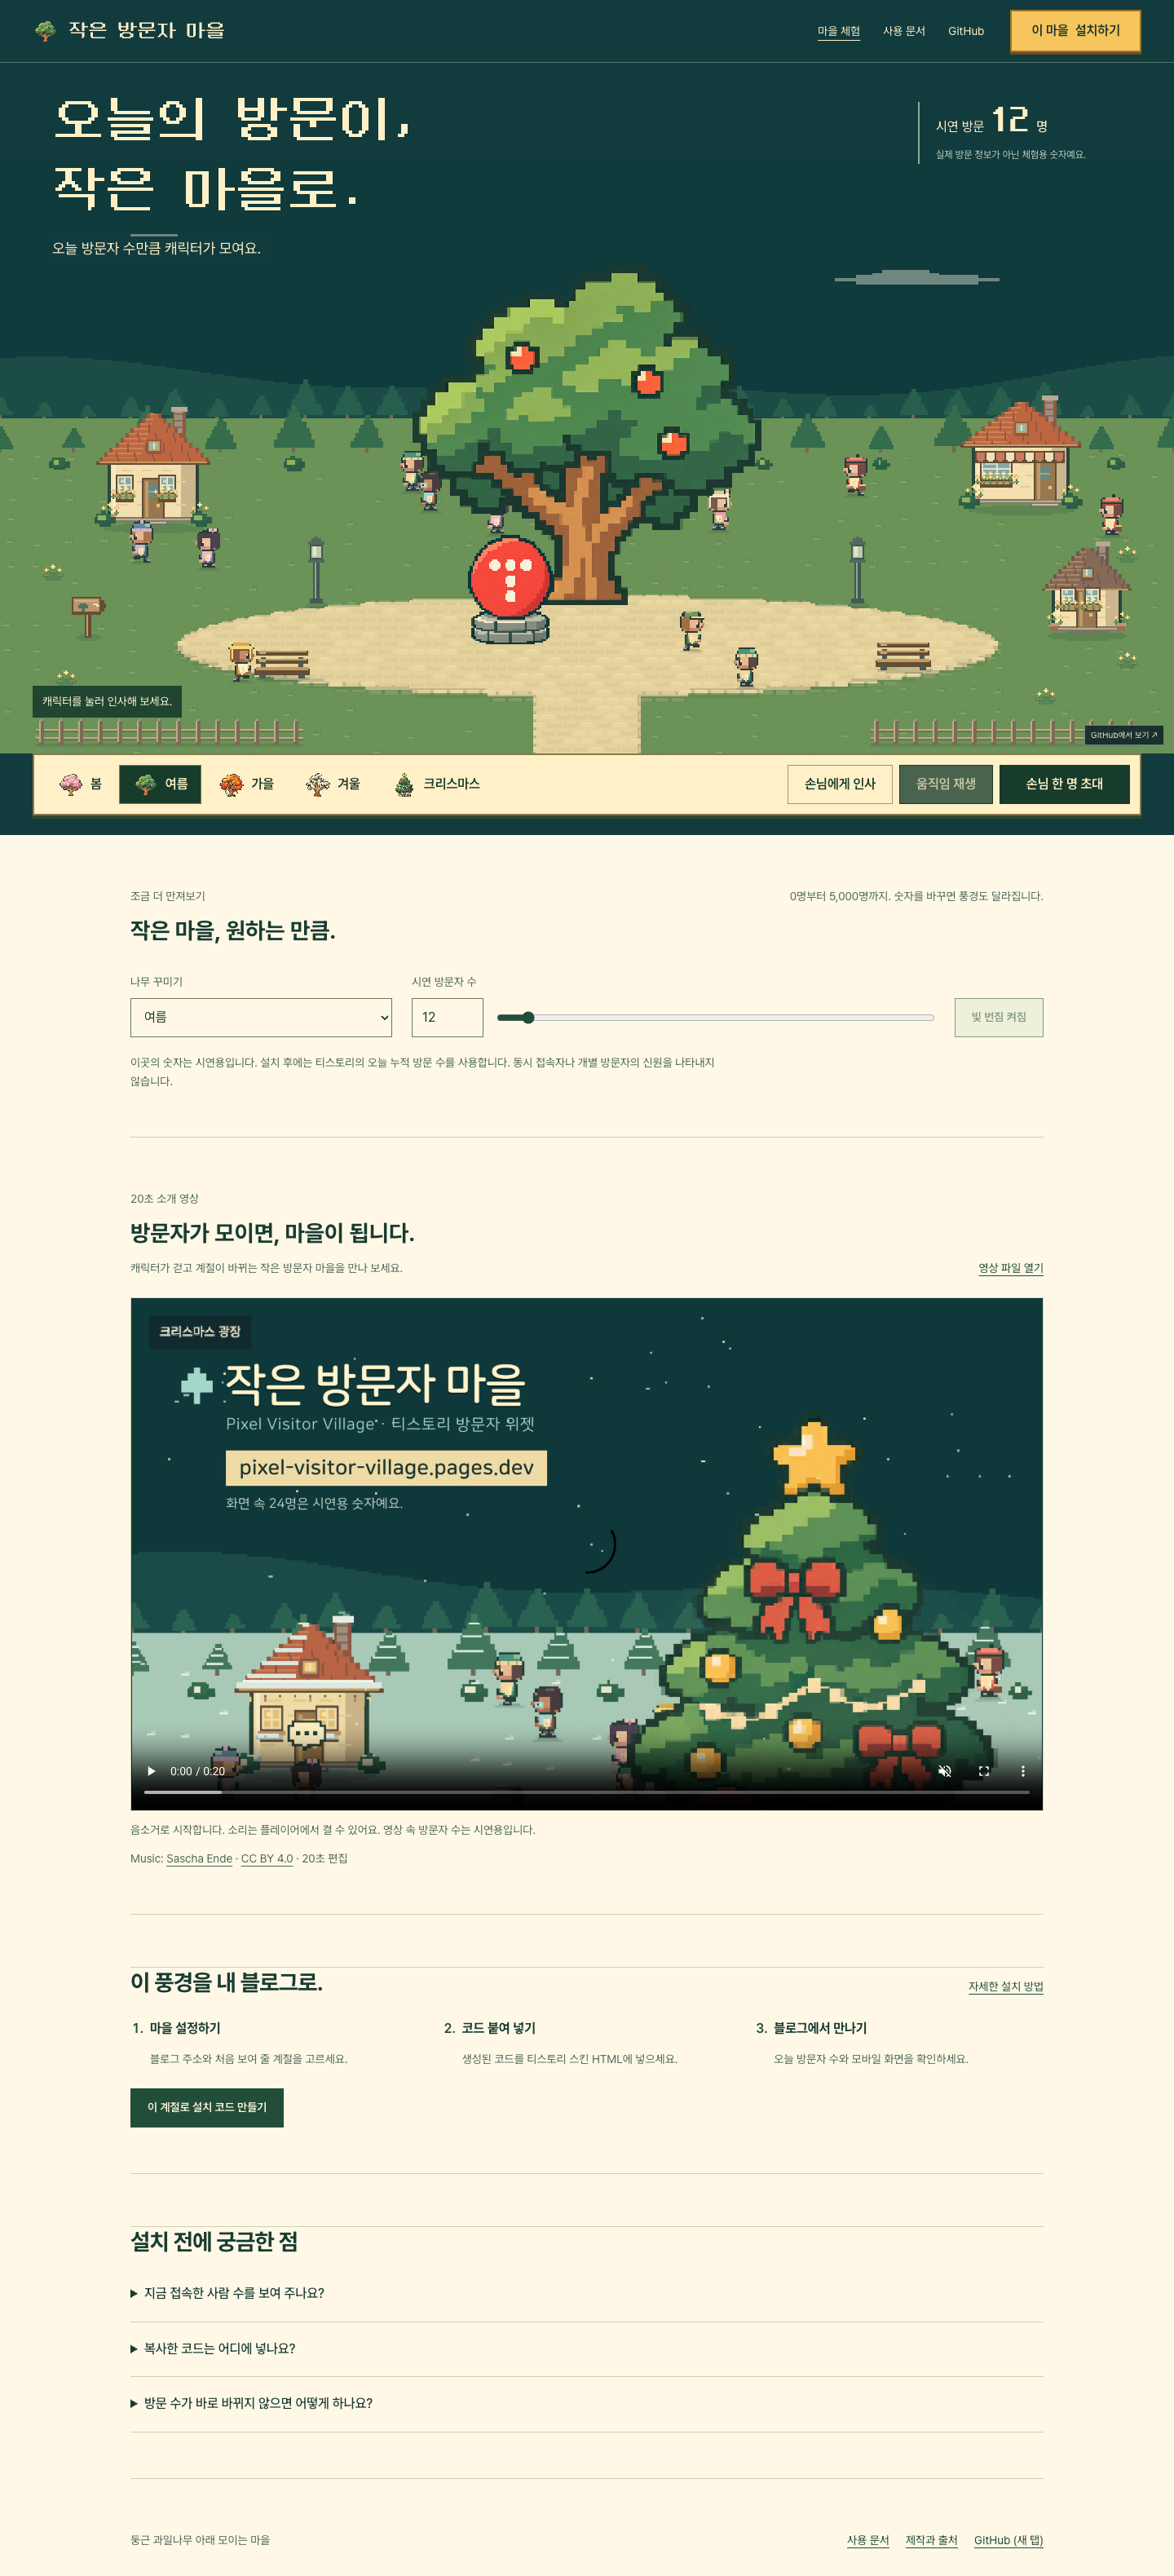 작은 방문자 마을
마을 체험
사용 문서
GitHub
이 마을 설치하기
오늘의 방문이,
작은 마을로.
오늘 방문자 수만큼 캐릭터가 모여요.
시연 방문 12 명
실제 방문 정보가 아닌 체험용 숫자예요.
캐릭터를 눌러 인사해 보세요.
GitHub에서 보기 ↗
봄
여름
가을
겨울
크리스마스
손님에게 인사
움직임 재생
손님 한 명 초대
조금 더 만져보기
0명부터 5,000명까지. 숫자를 바꾸면 풍경도 달라집니다.
작은 마을, 원하는 만큼.
나무 꾸미기
시연 방문자 수
여름
12
빛 번짐 켜짐
이곳의 숫자는 시연용입니다. 설치 후에는 티스토리의 오늘 누적 방문 수를 사용합니다. 동시 접속자나 개별 방문자의 신원을 나타내지
않습니다.
20초 소개 영상
방문자가 모이면, 마을이 됩니다.
캐릭터가 걷고 계절이 바뀌는 작은 방문자 마을을 만나 보세요.
영상 파일 열기
크리스마스 광장
작은 방문자 마을
Pixel Visitor Village · 티스토리 방문자 위젯
pixel-visitor-village.pages.dev
화면 속 24명은 시연용 숫자예요.
0:00 / 0:20
음소거로 시작합니다. 소리는 플레이어에서 켤 수 있어요. 영상 속 방문자 수는 시연용입니다.
Music: Sascha Ende · CC BY 4.0 · 20초 편집
이 풍경을 내 블로그로.
자세한 설치 방법
1. 마을 설정하기
블로그 주소와 처음 보여 줄 계절을 고르세요.
2. 코드 붙여 넣기
생성된 코드를 티스토리 스킨 HTML에 넣으세요.
3. 블로그에서 만나기
오늘 방문자 수와 모바일 화면을 확인하세요.
이 계절로 설치 코드 만들기
설치 전에 궁금한 점
지금 접속한 사람 수를 보여 주나요?
복사한 코드는 어디에 넣나요?
방문 수가 바로 바뀌지 않으면 어떻게 하나요?
둥근 과일나무 아래 모이는 마을
사용 문서
제작과 출처
GitHub (새 탭)